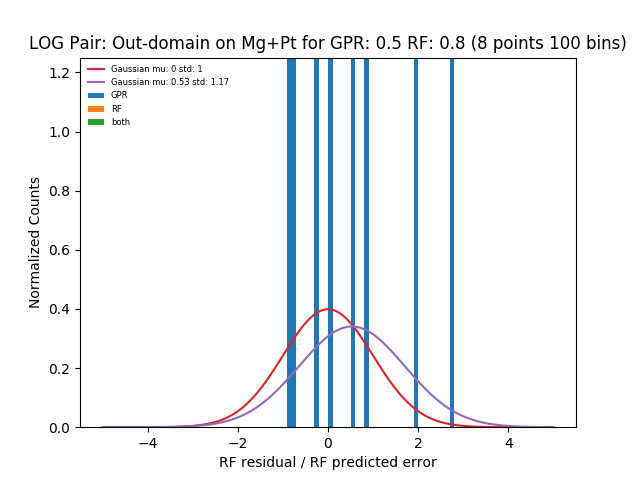 LOG Pair: Out-domain on Mg+Pt for GPR: 0.5 RF: 0.8 (8 points 100 bins)
Gaussian mu: 0 std: 1
Gaussian mu: 0.53 std: 1.17
GPR
RF
both
Normalized Counts
1.2
1.0
0.8
0.6
0.4
0.2
0.0
−4 −2 0 2 4
RF residual / RF predicted error